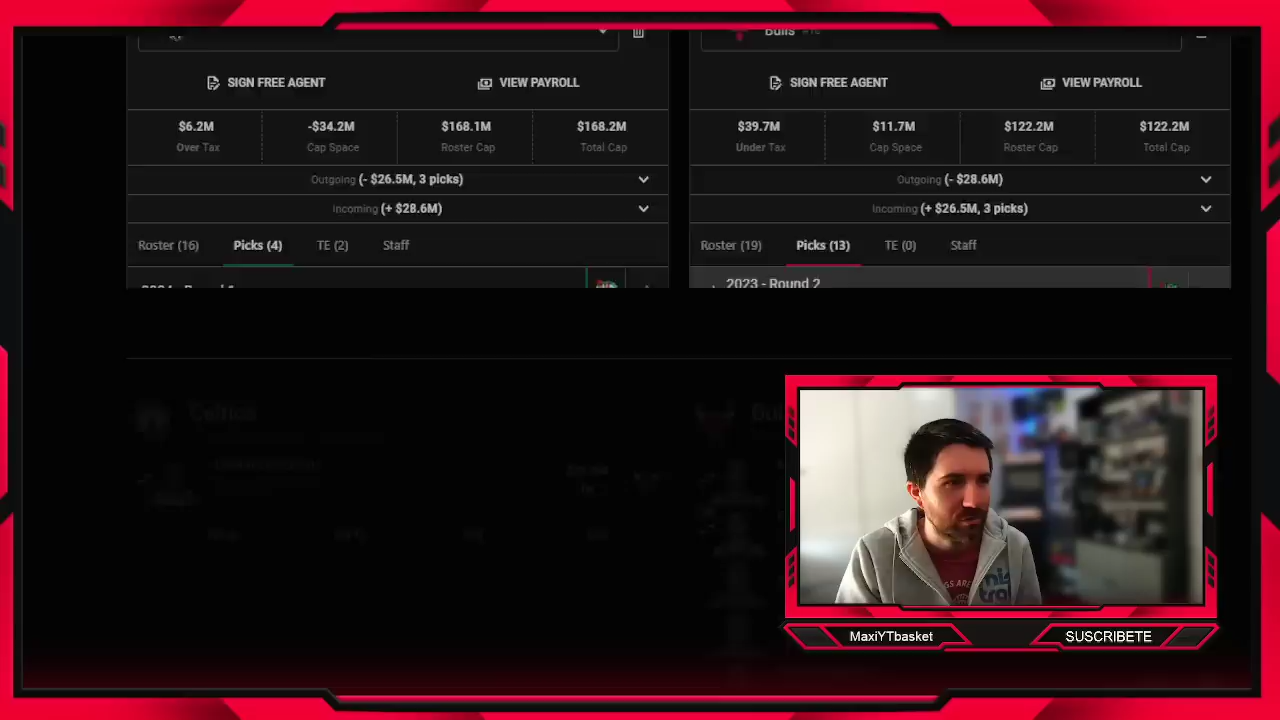 Bulls
SIGN FREE AGENT VIEW PAYROLL
SIGN FREE AGENT VIEW PAYROLL
$6.2M -$34.2M $168.1M $168.2M
Over Tax Cap Space Roster Cap Total Cap
$39.7M $11.7M $122.2M $122.2M
Under Tax Cap Space Roster Cap Total Cap
Outgoing (- $26.5M, 3 picks)
Outgoing (- $28.6M)
Incoming (+ $28.6M)
Incoming (+ $26.5M, 3 picks)
Roster (16) Picks (4) TE (2) Staff
Roster (19) Picks (13) TE (0) Staff
2023 - Round 2
Celtics
MaxiYTbasket
SUSCRIBETE